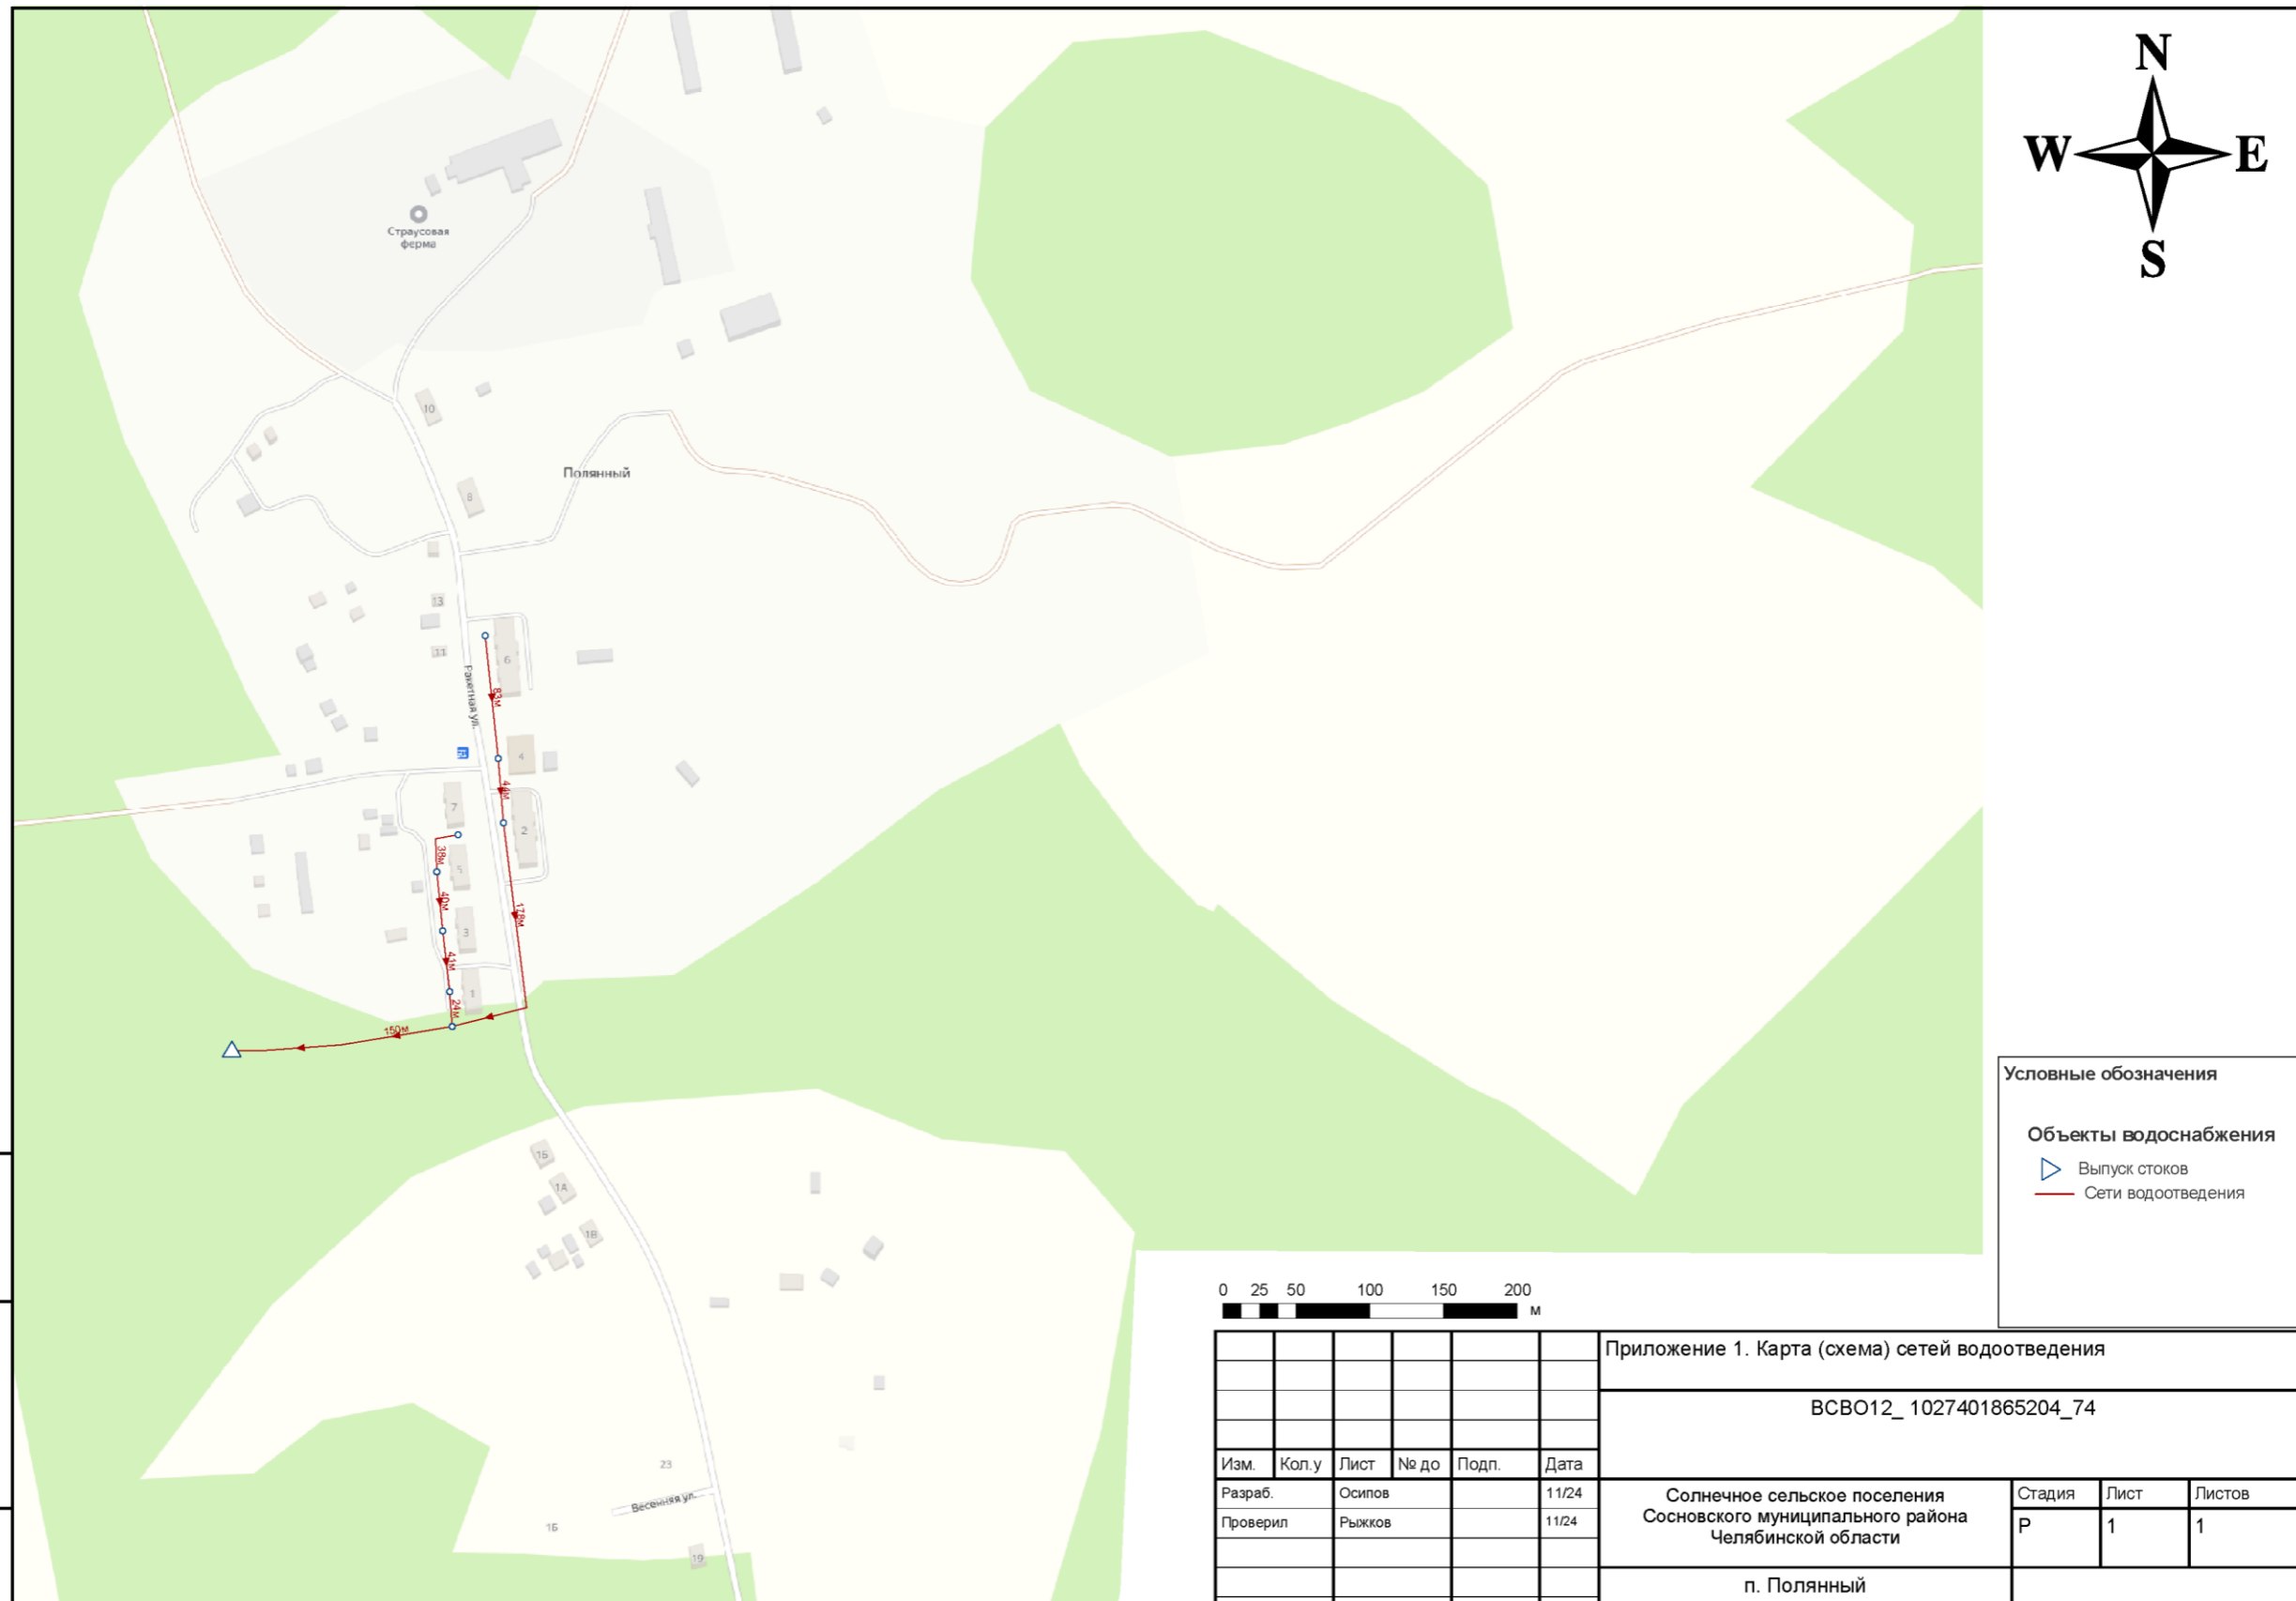 N
W E
S
Страусовая
ферма
10
8
Полянный
13
11
6
Ракетная ул.
83м
4
44м
7
2
38м
5
40м
3
178м
41м
1
24м
150м
1Б
1А
1В
23
Весенняя ул.
15
19
Условные обозначения
Объекты водоснабжения
Выпуск стоков
Сети водоотведения
0 25 50 100 150 200
м
Приложение 1. Карта (схема) сетей водоотведения
ВСВО12_ 1027401865204_74
Изм. Кол.у Лист № до Подп. Дата
Разраб. Осипов 11/24
Проверил Рыжков 11/24
Солнечное сельское поселения
Сосновского муниципального района
Челябинской области
Стадия Лист Листов
Р 1 1
п. Полянный